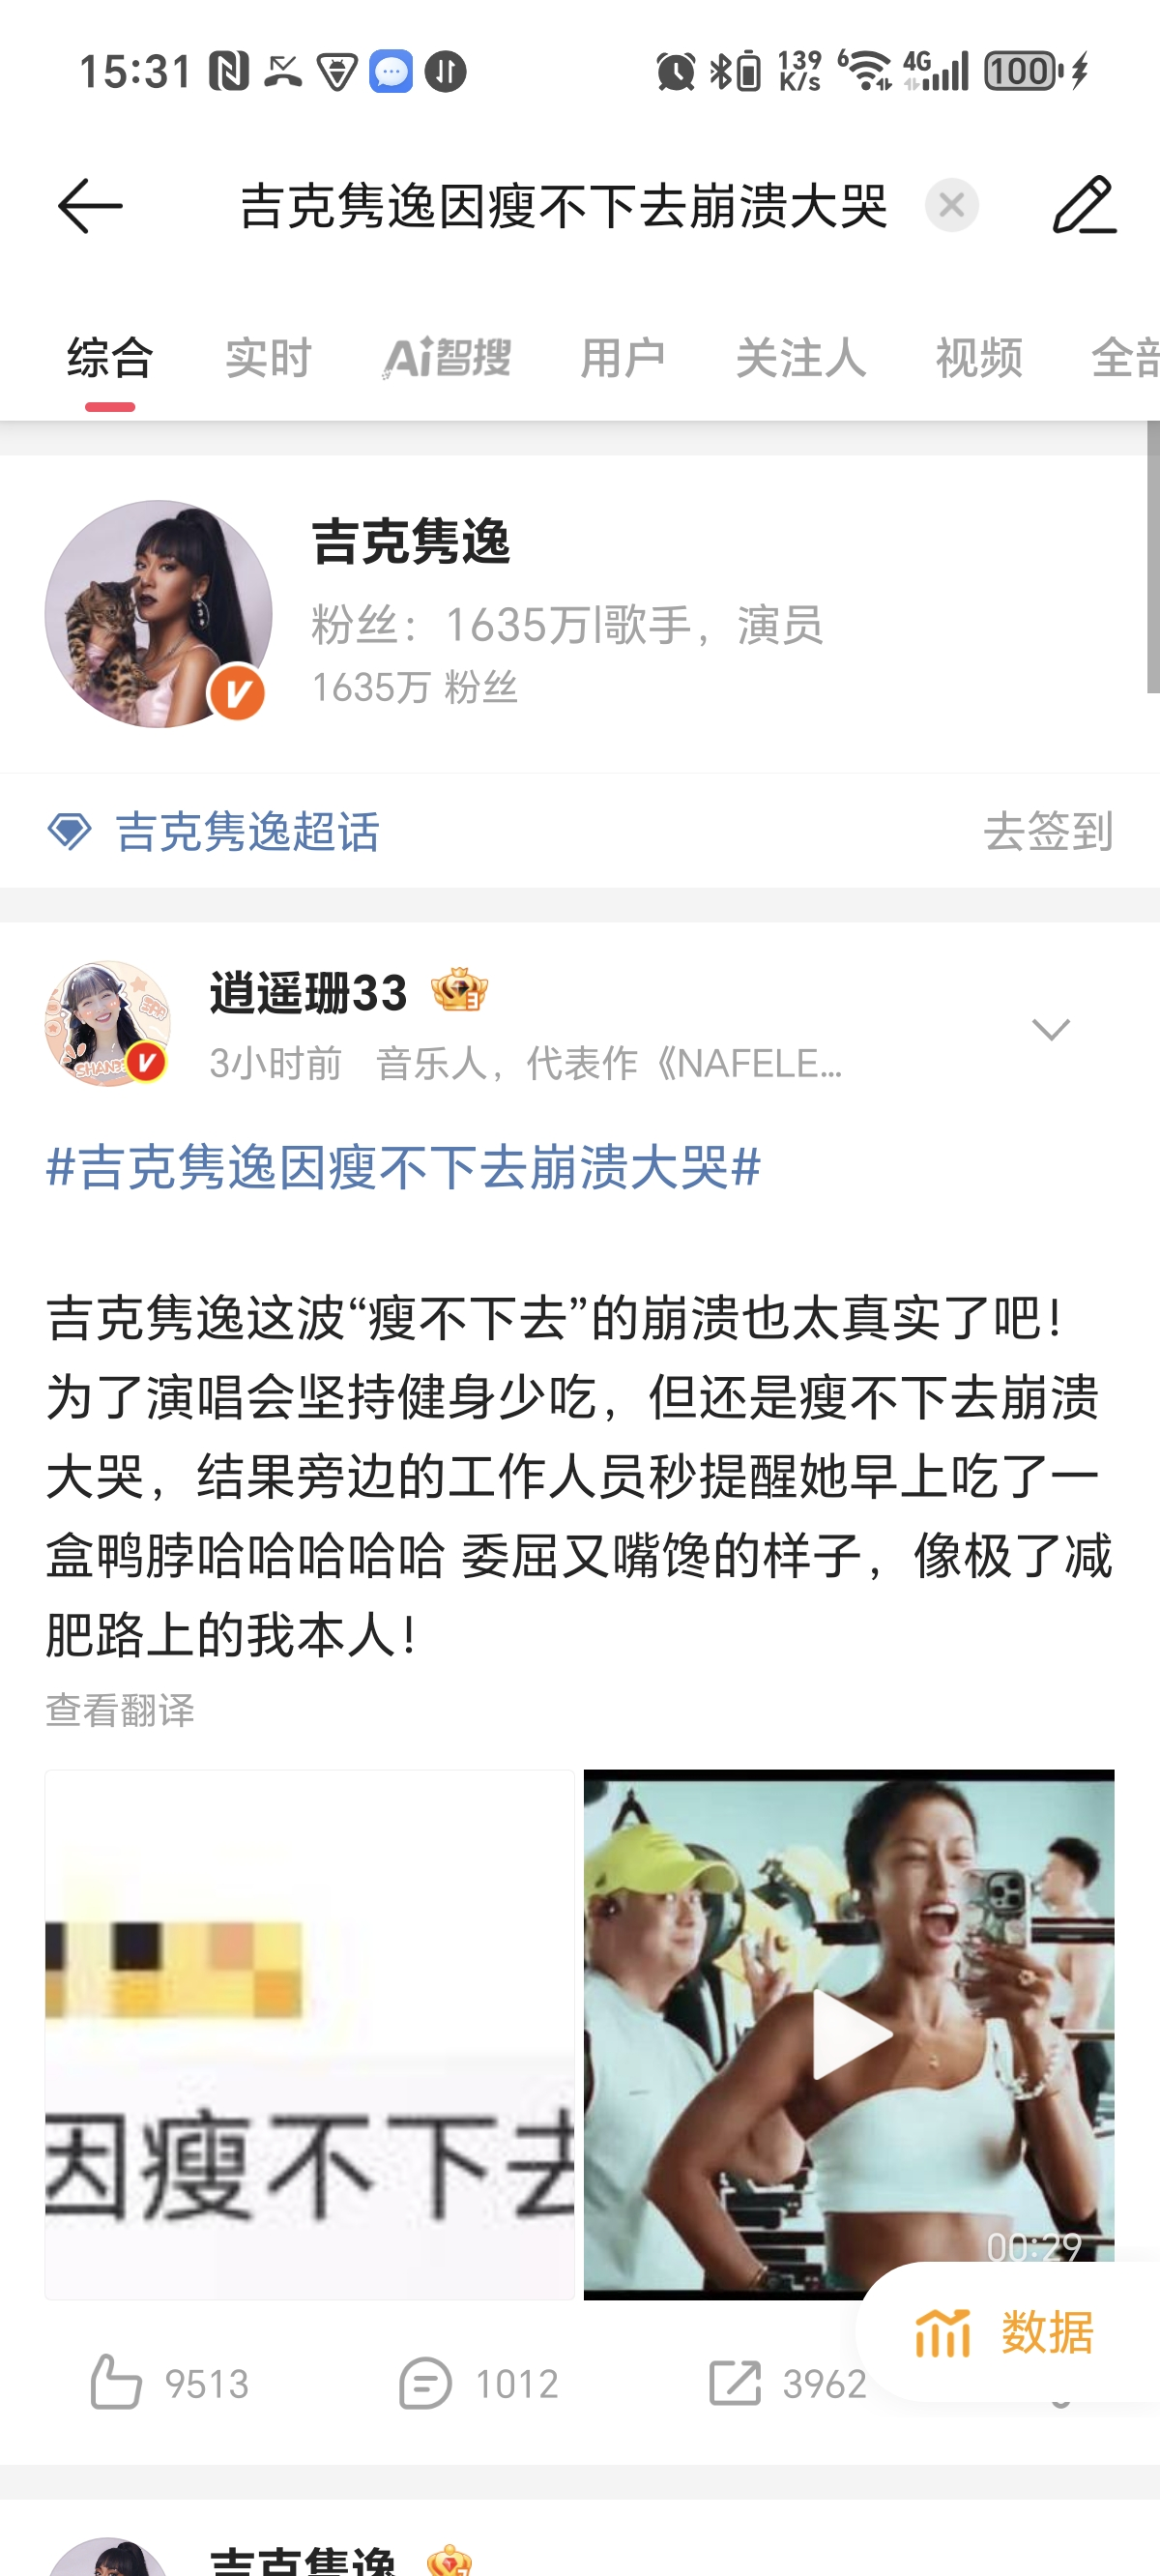 15:31 139 K/s 6 4G 100
吉克隽逸因瘦不下去崩溃大哭
综合 实时 Ai智搜 用户 关注人 视频 全部
吉克隽逸
粉丝：1635万|歌手，演员
1635万 粉丝
吉克隽逸超话 去签到
逍遥珊33 3
3小时前 音乐人，代表作《NAFELE...
#吉克隽逸因瘦不下去崩溃大哭#
吉克隽逸这波“瘦不下去”的崩溃也太真实了吧！
为了演唱会坚持健身少吃，但还是瘦不下去崩溃
大哭，结果旁边的工作人员秒提醒她早上吃了一
盒鸭脖哈哈哈哈哈 委屈又嘴馋的样子，像极了减
肥路上的我本人！
查看翻译
因瘦不下去
00:29
数据
9513 1012 3962
吉克隽逸 7